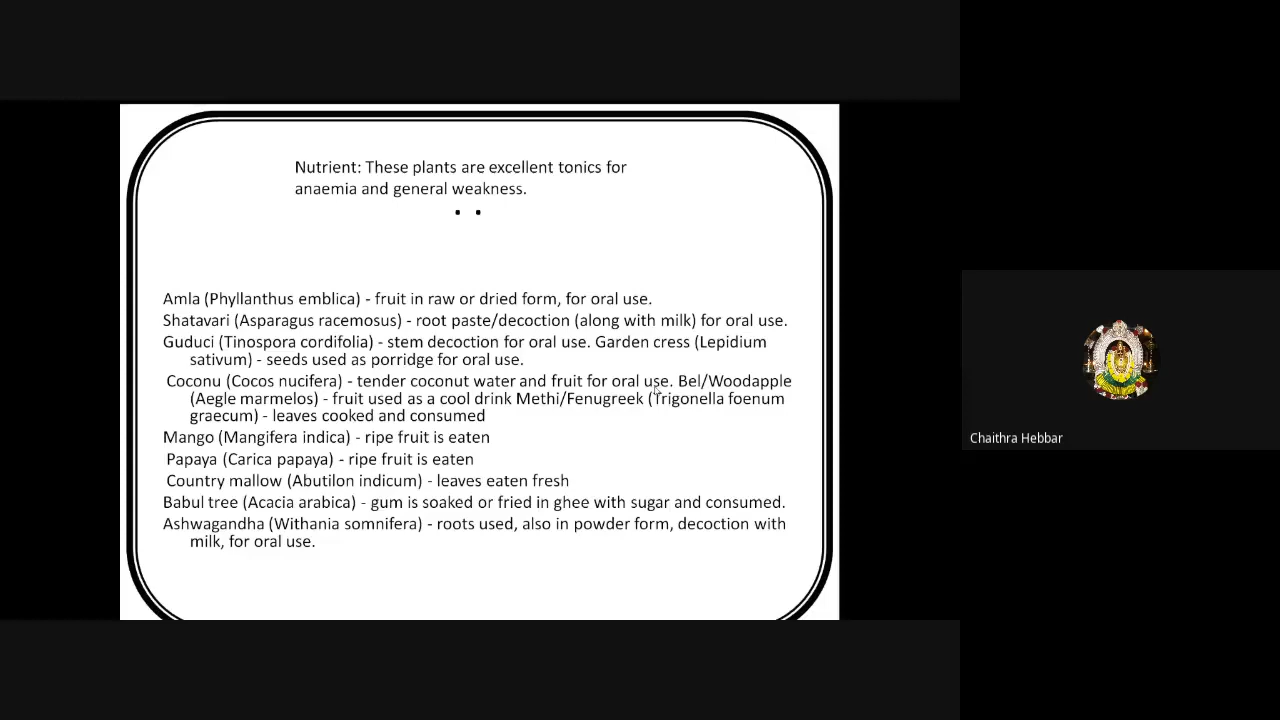 Nutrient: These plants are excellent tonics for
anaemia and general weakness.
Amla (Phyllanthus emblica) - fruit in raw or dried form, for oral use.
Shatavari (Asparagus racemosus) - root paste/decoction (along with milk) for oral use.
Guduci (Tinospora cordifolia) - stem decoction for oral use. Garden cress (Lepidium
sativum) - seeds used as porridge for oral use.
Coconu (Cocos nucifera) - tender coconut water and fruit for oral use. Bel/Woodapple
(Aegle marmelos) - fruit used as a cool drink Methi/Fenugreek (Trigonella foenum
graecum) - leaves cooked and consumed
Mango (Mangifera indica) - ripe fruit is eaten
Papaya (Carica papaya) - ripe fruit is eaten
Country mallow (Abutilon indicum) - leaves eaten fresh
Babul tree (Acacia arabica) - gum is soaked or fried in ghee with sugar and consumed.
Ashwagandha (Withania somnifera) - roots used, also in powder form, decoction with
milk, for oral use.
Chaithra Hebbar